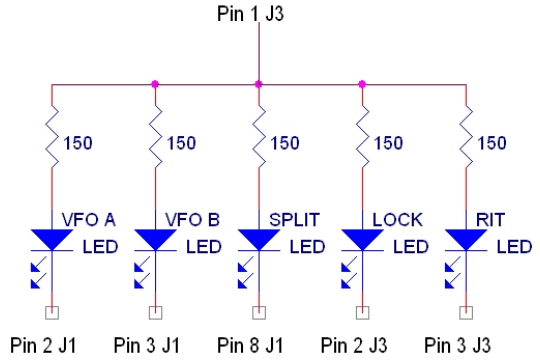 Pin 1 J3
150 150 150 150 150
VFO A VFO B SPLIT LOCK RIT
LED LED LED LED LED
Pin 2 J1 Pin 3 J1 Pin 8 J1 Pin 2 J3 Pin 3 J3